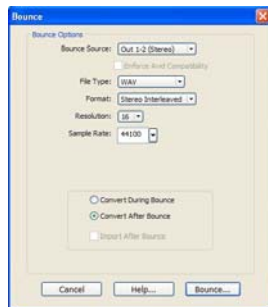 Bounce
Bounce Options
Bounce Source: Out 1-2 (Stereo)
Enforce Avid Compatibility
File Type: WAV
Format: Stereo Interleaved
Resolution: 16
Sample Rate: 44100
Convert During Bounce
Convert After Bounce
Import After Bounce
Cancel Help... Bounce...